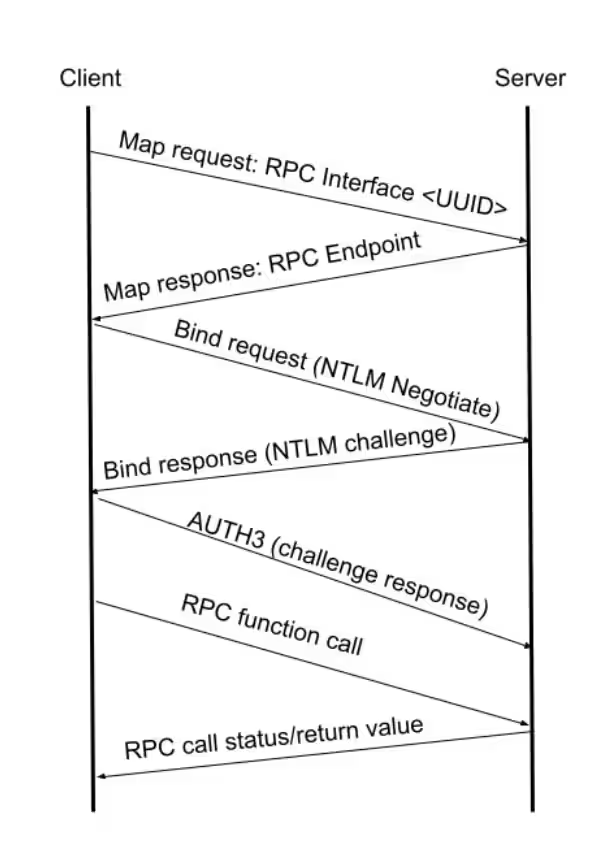 Client
Server
Map request: RPC Interface <UUID>
Map response: RPC Endpoint
Bind request (NTLM Negotiate)
Bind response (NTLM challenge)
AUTH3 (challenge response)
RPC function call
RPC call status/return value